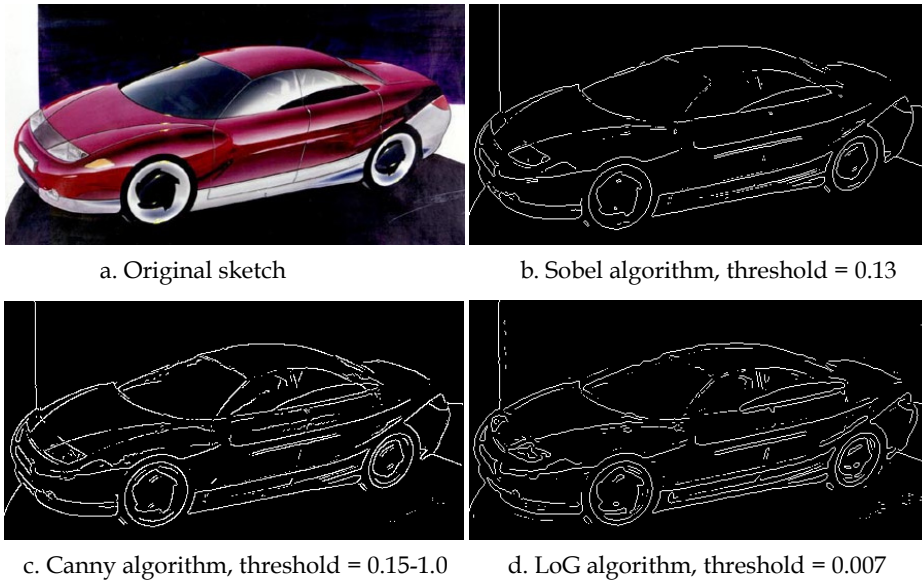 a. Original sketch
b. Sobel algorithm, threshold = 0.13
c. Canny algorithm, threshold = 0.15-1.0
d. LoG algorithm, threshold = 0.007